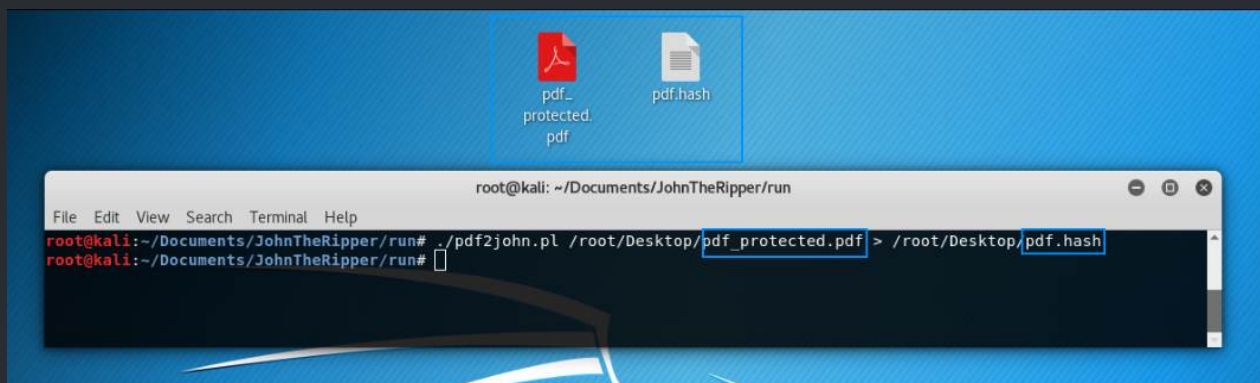 pdf_
protected.
pdf
pdf.hash
root@kali: ~/Documents/JohnTheRipper/run
File Edit View Search Terminal Help
root@kali:~/Documents/JohnTheRipper/run# ./pdf2john.pl /root/Desktop/pdf_protected.pdf > /root/Desktop/pdf.hash
root@kali:~/Documents/JohnTheRipper/run#